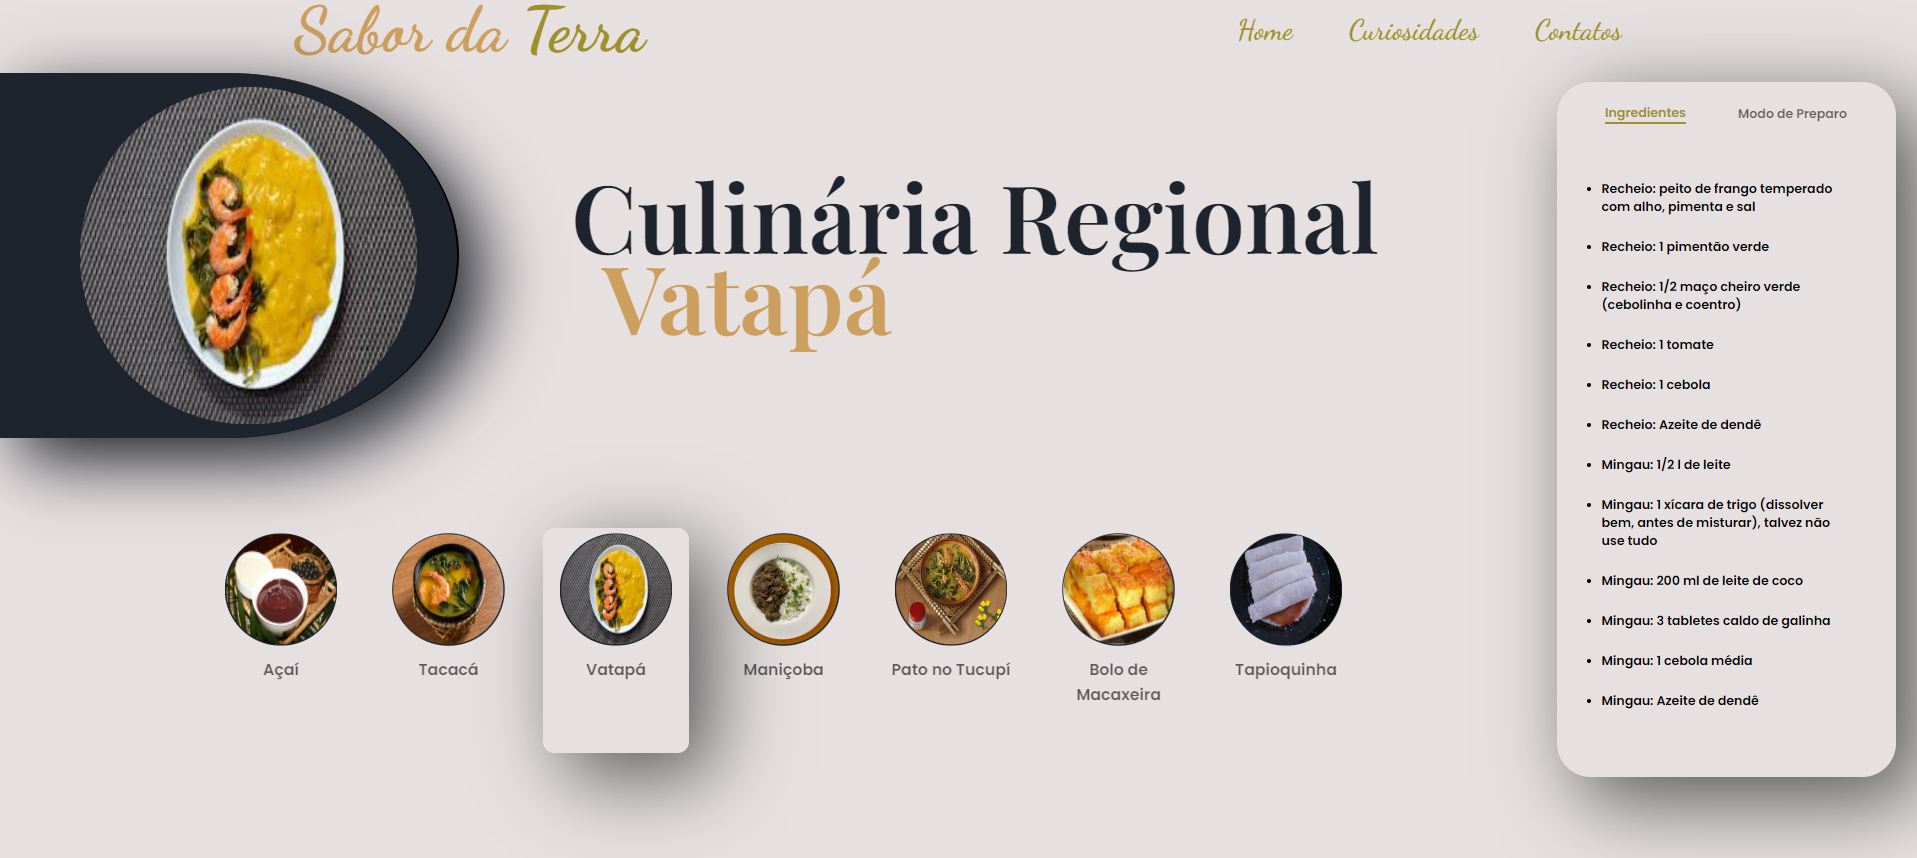 Sabor da Terra
Home
Curiosidades
Contatos
Culinária Regional
Vatapá
Açaí
Tacacá
Vatapá
Maniçoba
Pato no Tucupí
Bolo de
Macaxeira
Tapioquinha
Ingredientes
Modo de Preparo
Recheio: peito de frango temperado
com alho, pimenta e sal
Recheio: 1 pimentão verde
Recheio: 1/2 maço cheiro verde
(cebolinha e coentro)
Recheio: 1 tomate
Recheio: 1 cebola
Recheio: Azeite de dendê
Mingau: 1/2 l de leite
Mingau: 1 xícara de trigo (dissolver
bem, antes de misturar), talvez não
use tudo
Mingau: 200 ml de leite de coco
Mingau: 3 tabletes caldo de galinha
Mingau: 1 cebola média
Mingau: Azeite de dendê